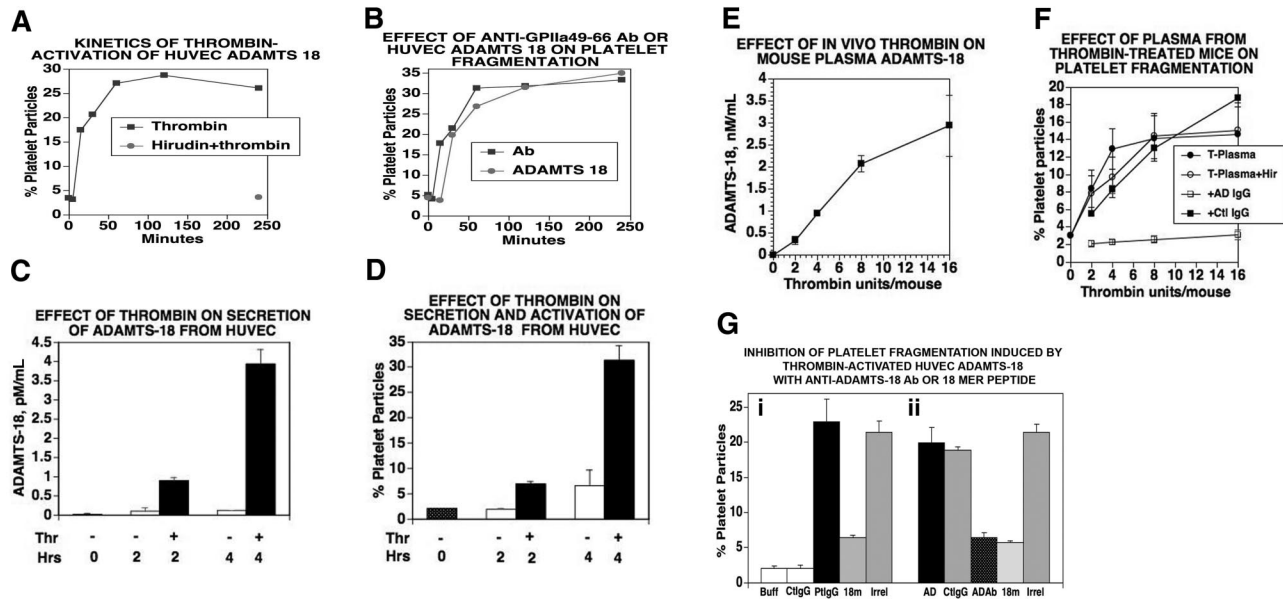 A
KINETICS OF THROMBIN-
ACTIVATION OF HUVEC ADAMTS 18
% Platelet Particles
30
25
20
15
10
5
0
Thrombin
Hirudin+thrombin
0 50 100 150 200 250
Minutes
B
EFFECT OF ANTI-GPIIa49-66 Ab OR
HUVEC ADAMTS 18 ON PLATELET
FRAGMENTATION
% Platelet Particles
35
30
25
20
15
10
5
0
Ab
ADAMTS 18
0 50 100 150 200 250
Minutes
C
EFFECT OF THROMBIN ON SECRETION
OF ADAMTS-18 FROM HUVEC
ADAMTS-18, pM/mL
4.5
4
3.5
3
2.5
2
1.5
1
0.5
0
Thr - - + - +
Hrs 0 2 2 4 4
D
EFFECT OF THROMBIN ON
SECRETION AND ACTIVATION OF
ADAMTS-18 FROM HUVEC
% Platelet Particles
35
30
25
20
15
10
5
0
Thr - - + - +
Hrs 0 2 2 4 4
E
EFFECT OF IN VIVO THROMBIN ON
MOUSE PLASMA ADAMTS-18
ADAMTS-18, nM/mL
4
3.5
3
2.5
2
1.5
1
0.5
0
0 2 4 6 8 10 12 14 16
Thrombin units/mouse
F
EFFECT OF PLASMA FROM
THROMBIN-TREATED MICE ON
PLATELET FRAGMENTATION
% Platelet particles
20
18
16
14
12
10
8
6
4
2
0
T-Plasma
T-Plasma+Hir
+AD IgG
+Ctl IgG
0 2 4 6 8 10 12 14 16
Thrombin units/mouse
G
INHIBITION OF PLATELET FRAGMENTATION INDUCED BY
THROMBIN-ACTIVATED HUVEC ADAMTS-18
WITH ANTI-ADAMTS-18 Ab OR 18 MER PEPTIDE
% Platelet Particles
25
20
15
10
5
0
i
ii
Buff CtIgG PtIgG 18m Irrel AD CtIgG ADAb 18m Irrel